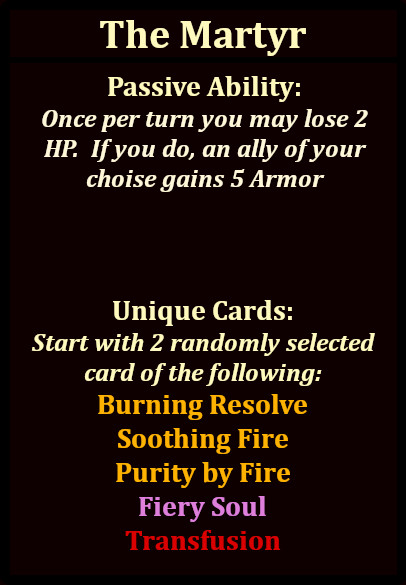 The Martyr
Passive Ability:
Once per turn you may lose 2
HP.  If you do, an ally of your
choise gains 5 Armor
Unique Cards:
Start with 2 randomly selected
card of the following:
Burning Resolve
Soothing Fire
Purity by Fire
Fiery Soul
Transfusion